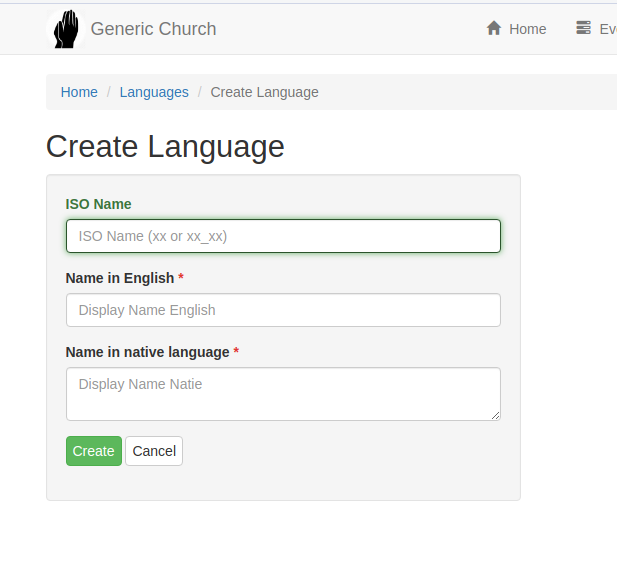 Generic Church
Home
Home / Languages / Create Language
Create Language
ISO Name
ISO Name (xx or xx_xx)
Name in English *
Display Name English
Name in native language *
Display Name Natie
Create Cancel